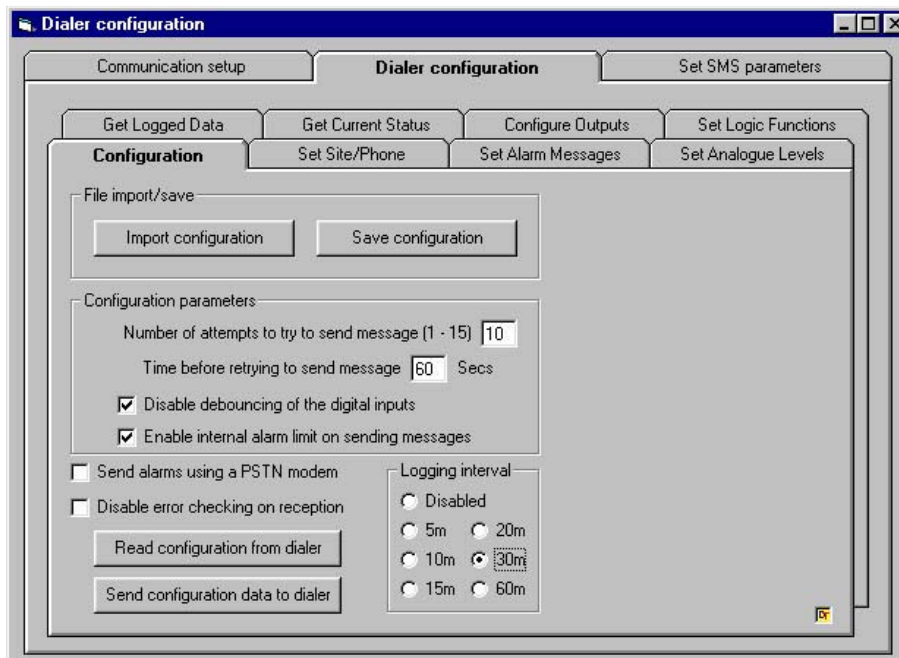 Dialer configuration
Communication setup
Dialer configuration
Set SMS parameters
Get Logged Data
Get Current Status
Configure Outputs
Set Logic Functions
Configuration
Set Site/Phone
Set Alarm Messages
Set Analogue Levels
File import/save
Import configuration
Save configuration
Configuration parameters
Number of attempts to try to send message (1 - 15) 10
Time before retrying to send message 60 Secs
Disable debouncing of the digital inputs
Enable internal alarm limit on sending messages
Send alarms using a PSTN modem
Disable error checking on reception
Read configuration from dialer
Send configuration data to dialer
Logging interval
Disabled
5m 20m
10m 30m
15m 60m